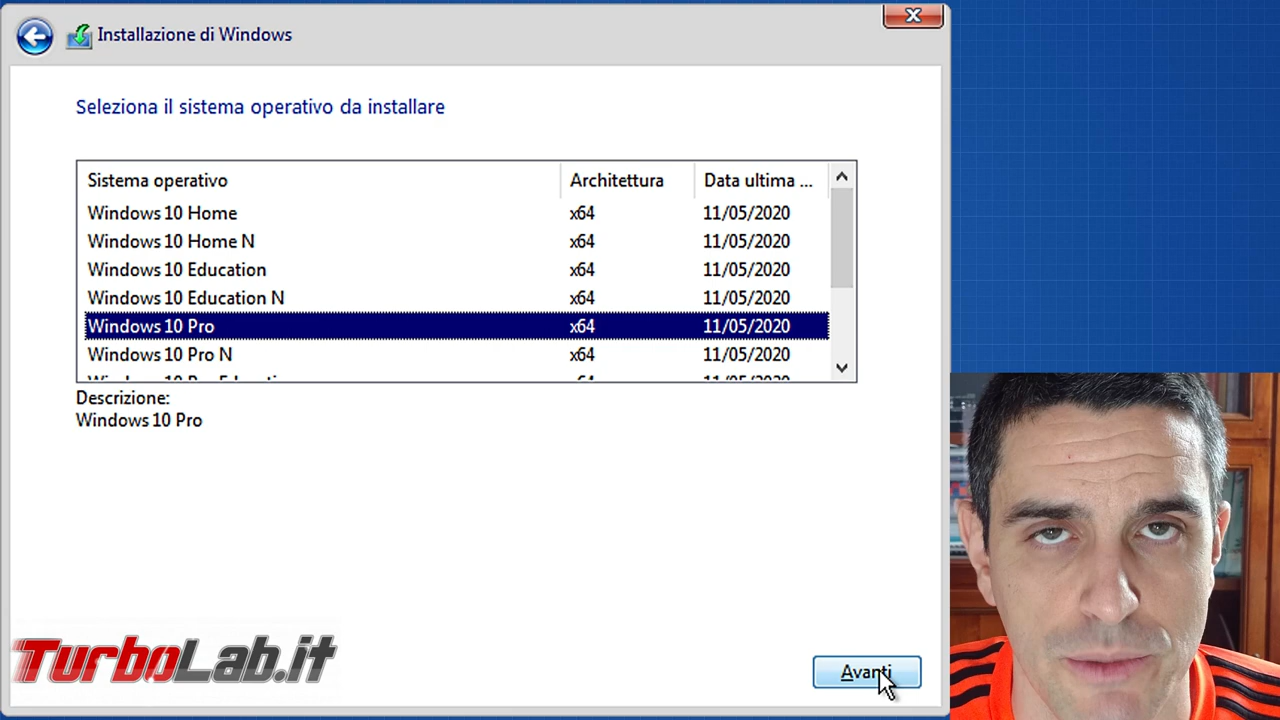 Installazione di Windows
Seleziona il sistema operativo da installare
Sistema operativo Architettura Data ultima ...
Windows 10 Home x64 11/05/2020
Windows 10 Home N x64 11/05/2020
Windows 10 Education x64 11/05/2020
Windows 10 Education N x64 11/05/2020
Windows 10 Pro x64 11/05/2020
Windows 10 Pro N x64 11/05/2020
Descrizione:
Windows 10 Pro
TurboLab.it
Avanti